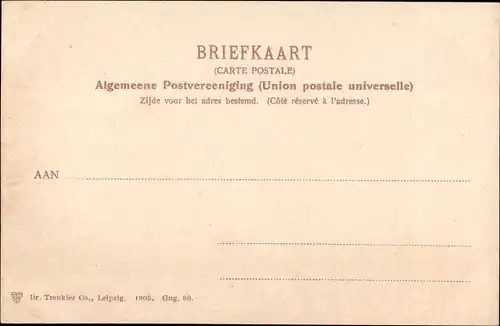 BRIEFKAART
(CARTE POSTALE)
Algemeene Postvereeniging (Union postale universelle)
Zijde voor het adres bestemd. (Côté réservé à l'adresse.)
AAN
Dr. Trenkler Co., Leipzig. 1905. Gng. 80.